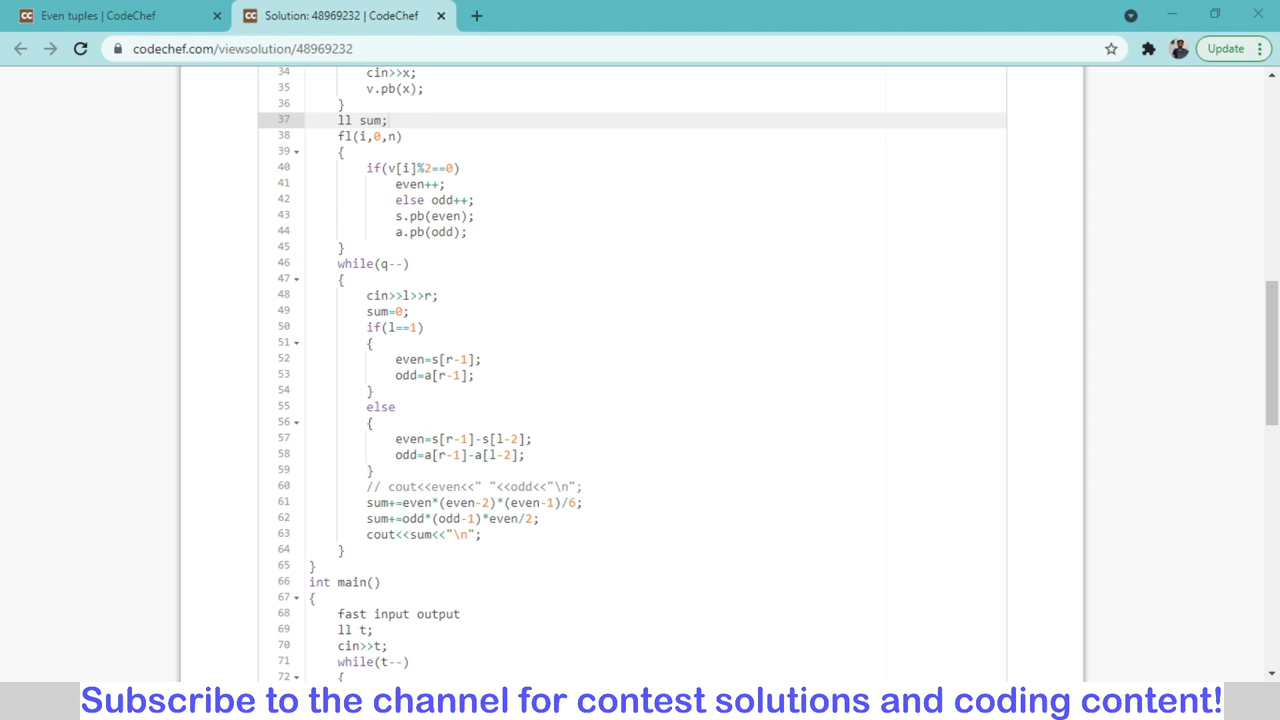 Even tuples | CodeChef
Solution: 48969232 | CodeChef
codechef.com/viewsolution/48969232
Update
34 cin>>x;
35 v.pb(x);
36 }
37 ll sum;
38 fl(i,0,n)
39 {
40 if(v[i]%2==0)
41 even++;
42 else odd++;
43 s.pb(even);
44 a.pb(odd);
45 }
46 while(q--)
47 {
48 cin>>l>>r;
49 sum=0;
50 if(l==1)
51 {
52 even=s[r-1];
53 odd=a[r-1];
54 }
55 else
56 {
57 even=s[r-1]-s[l-2];
58 odd=a[r-1]-a[l-2];
59 }
60 // cout<<even<<" "<<odd<<"\n";
61 sum+=even*(even-2)*(even-1)/6;
62 sum+=odd*(odd-1)*even/2;
63 cout<<sum<<"\n";
64 }
65 }
66 int main()
67 {
68 fast input output
69 ll t;
70 cin>>t;
71 while(t--)
72 {
Subscribe to the channel for contest solutions and coding content!